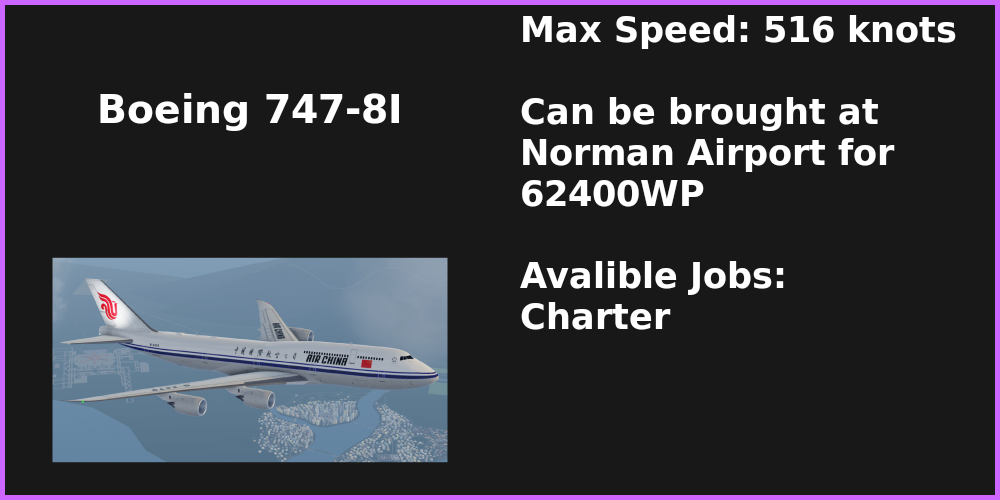 Max Speed: 516 knots
Boeing 747-8I
Can be brought at
Norman Airport for
62400WP
Avalible Jobs:
Charter
AIR CHINA